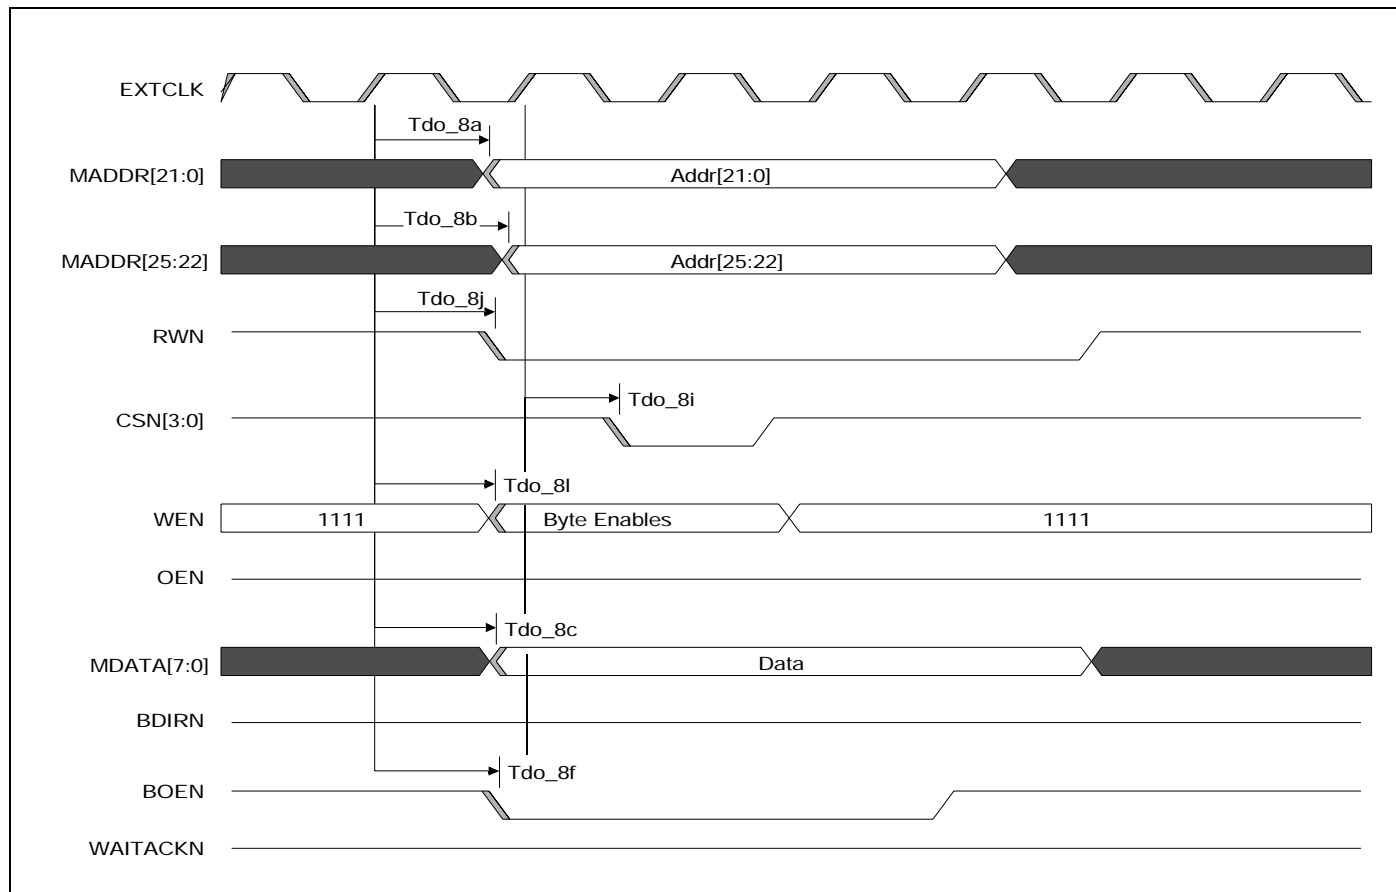 EXTCLK
Tdo_8a
MADDR[21:0]
Addr[21:0]
Tdo_8b
MADDR[25:22]
Addr[25:22]
Tdo_8j
RWN
Tdo_8i
CSN[3:0]
Tdo_8l
WEN
1111
Byte Enables
1111
OEN
Tdo_8c
MDATA[7:0]
Data
BDIRN
Tdo_8f
BOEN
WAITACKN